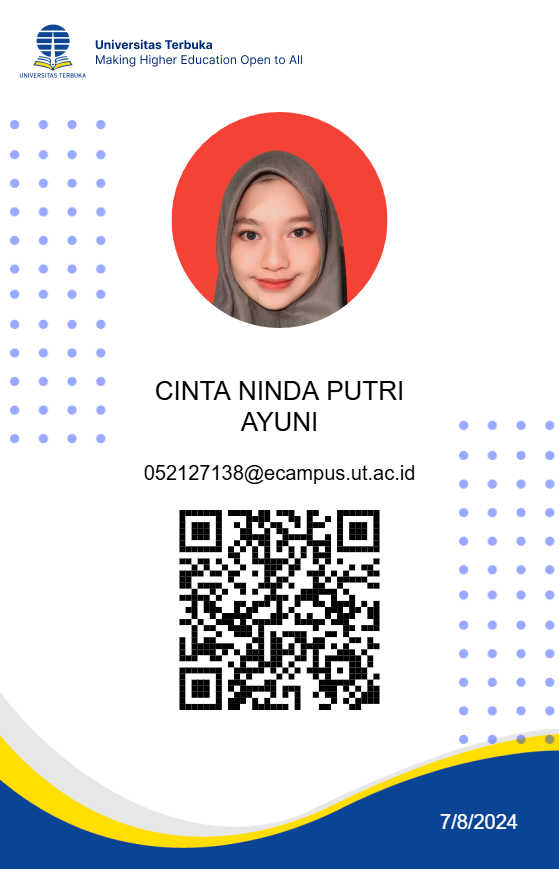 UNIVERSITAS TERBUKA
Universitas Terbuka
Making Higher Education Open to All
CINTA NINDA PUTRI
AYUNI
052127138@ecampus.ut.ac.id
7/8/2024